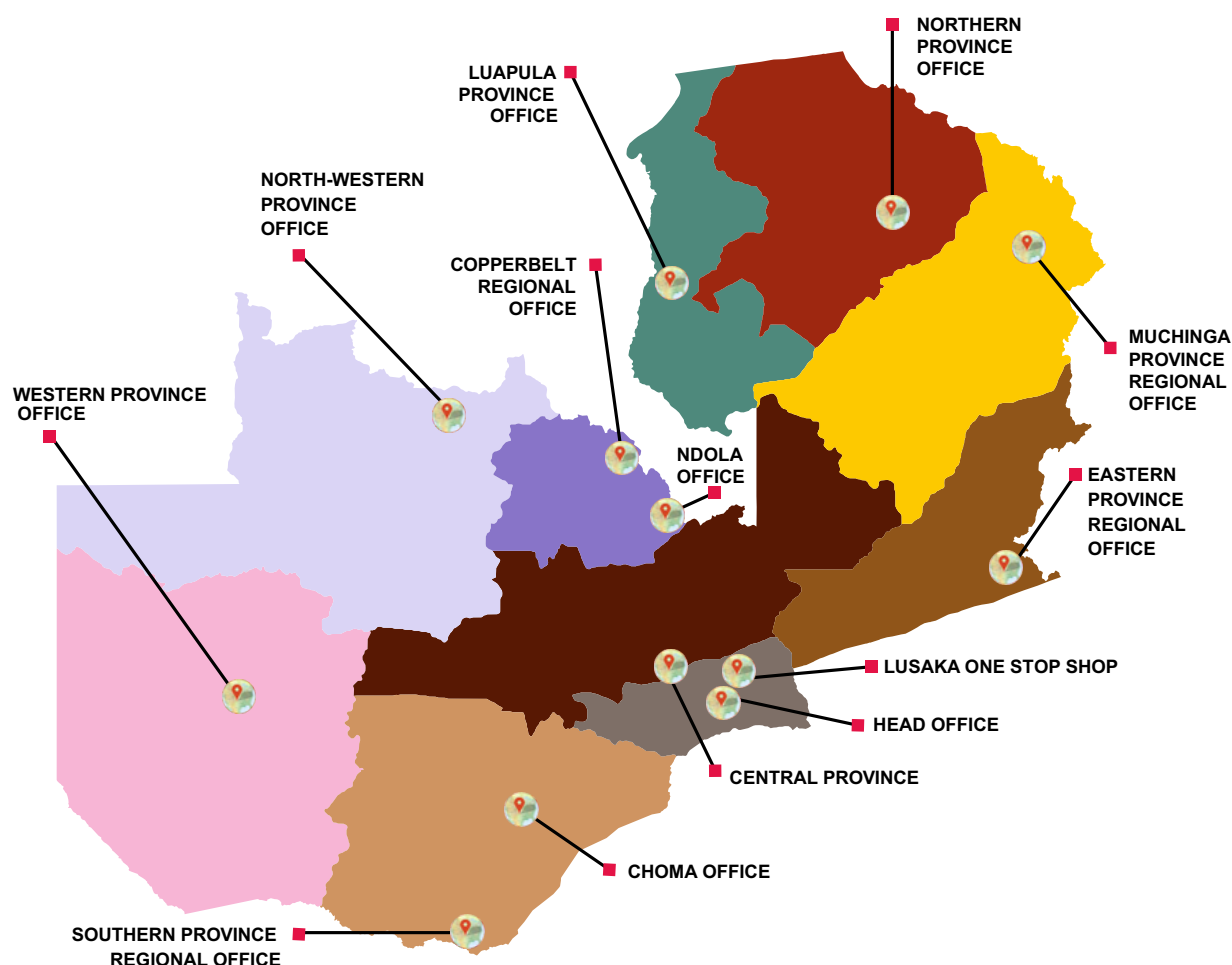 NORTHERN
PROVINCE
OFFICE
LUAPULA
PROVINCE
OFFICE
NORTH-WESTERN
PROVINCE
OFFICE
COPPERBELT
REGIONAL
OFFICE
MUCHINGA
PROVINCE
REGIONAL
OFFICE
WESTERN PROVINCE
OFFICE
NDOLA
OFFICE
EASTERN
PROVINCE
REGIONAL
OFFICE
LUSAKA ONE STOP SHOP
HEAD OFFICE
CENTRAL PROVINCE
CHOMA OFFICE
SOUTHERN PROVINCE
REGIONAL OFFICE